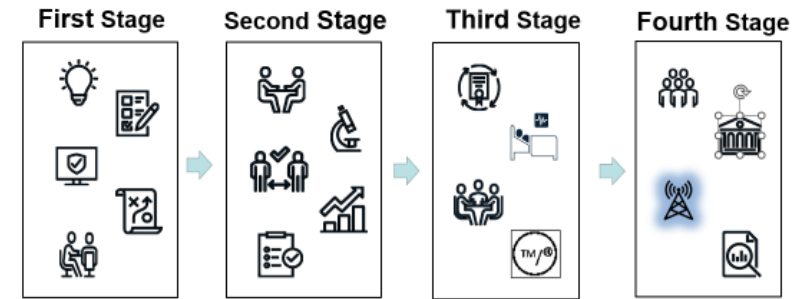 First Stage
Second Stage
Third Stage
Fourth Stage
TM/®